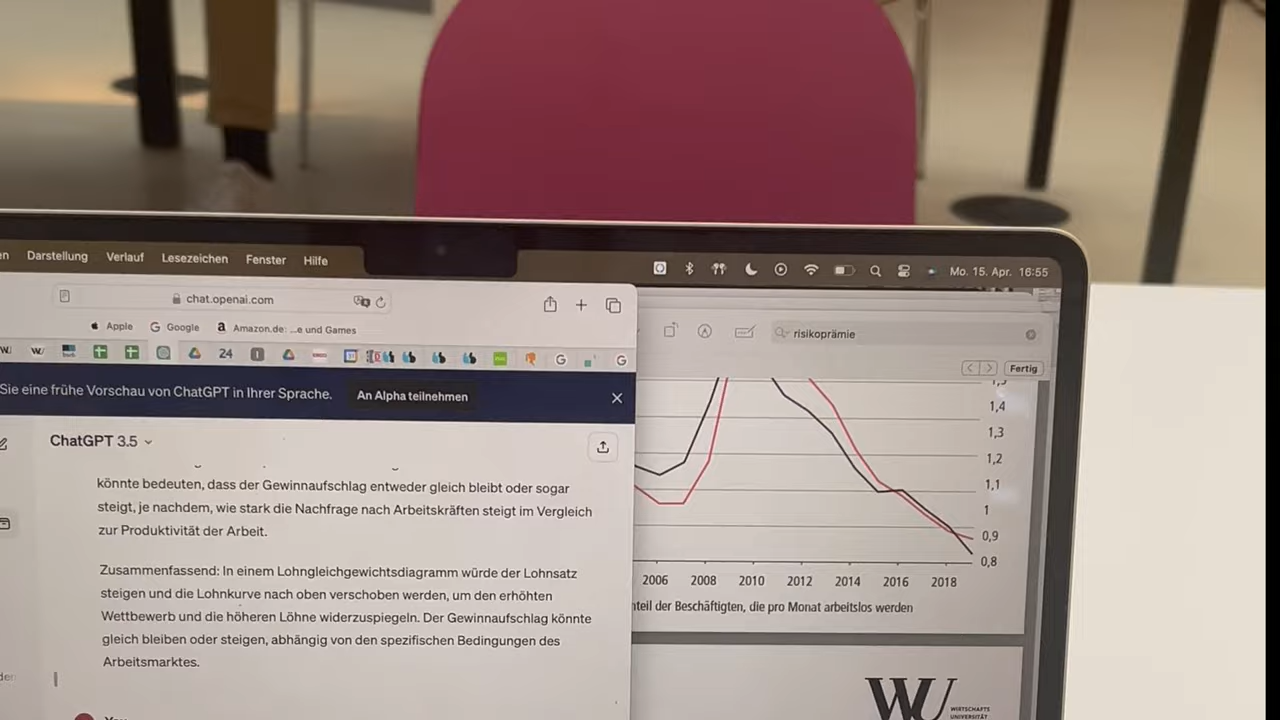 Darstellung Verlauf Lesezeichen Fenster Hilfe
Mo. 15. Apr. 16:55
chat.openai.com
Apple Google Amazon.de: ...e und Games
24
risikoprämie
Fertig
Sie eine frühe Vorschau von ChatGPT in Ihrer Sprache. An Alpha teilnehmen
ChatGPT 3.5
könnte bedeuten, dass der Gewinnaufschlag entweder gleich bleibt oder sogar
steigt, je nachdem, wie stark die Nachfrage nach Arbeitskräften steigt im Vergleich
zur Produktivität der Arbeit.
Zusammenfassend: In einem Lohngleichgewichtsdiagramm würde der Lohnsatz
steigen und die Lohnkurve nach oben verschoben werden, um den erhöhten
Wettbewerb und die höheren Löhne widerzuspiegeln. Der Gewinnaufschlag könnte
gleich bleiben oder steigen, abhängig von den spezifischen Bedingungen des
Arbeitsmarktes.
1,4
1,3
1,2
1,1
1
0,9
0,8
2006 2008 2010 2012 2014 2016 2018
nteil der Beschäftigten, die pro Monat arbeitslos werden
WU
WIRTSCHAFTS
UNIVERSITÄT